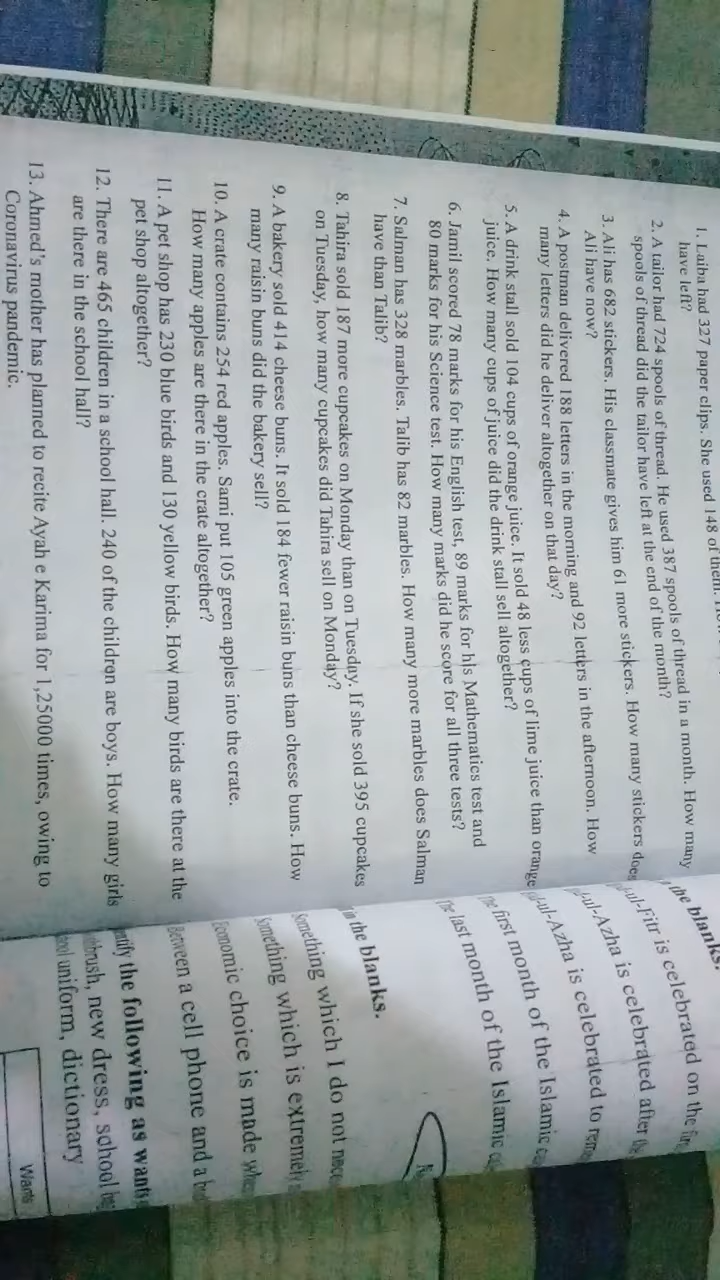 1. Laiba had 327 paper clips. She used 148 of them. How many
have left?
2. A tailor had 724 spools of thread. He used 387 spools of thread in a month. How many
spools of thread did the tailor have left at the end of the month?
3. Ali has 682 stickers. His classmate gives him 61 more stickers. How many stickers does
Ali have now?
4. A postman delivered 188 letters in the morning and 92 letters in the afternoon. How
many letters did he deliver altogether on that day?
5. A drink stall sold 104 cups of orange juice. It sold 48 less cups of lime juice than orange
juice. How many cups of juice did the drink stall sell altogether?
6. Jamil scored 78 marks for his English test, 89 marks for his Mathematics test and
80 marks for his Science test. How many marks did he score for all three tests?
7. Salman has 328 marbles. Talib has 82 marbles. How many more marbles does Salman
have than Talib?
8. Tahira sold 187 more cupcakes on Monday than on Tuesday. If she sold 395 cupcakes
on Tuesday, how many cupcakes did Tahira sell on Monday?
9. A bakery sold 414 cheese buns. It sold 184 fewer raisin buns than cheese buns. How
many raisin buns did the bakery sell?
10. A crate contains 254 red apples. Sami put 105 green apples into the crate.
How many apples are there in the crate altogether?
11. A pet shop has 230 blue birds and 130 yellow birds. How many birds are there at the
pet shop altogether?
12. There are 465 children in a school hall. 240 of the children are boys. How many girls
are there in the school hall?
13. Ahmed's mother has planned to recite Ayah e Karima for 1,25000 times, owing to
Coronavirus pandemic.
the blanks.
-ul-Fitr is celebrated on the
-ul-Azha is celebrated after
-ul-Azha is celebrated to
first month of the Islamic
last month of the Islamic
in the blanks.
Something which I do not
Something which is extremely
Economic choice is made
Between a cell phone and a
the following as wants
new dress, school
uniform, dictionary
Wants